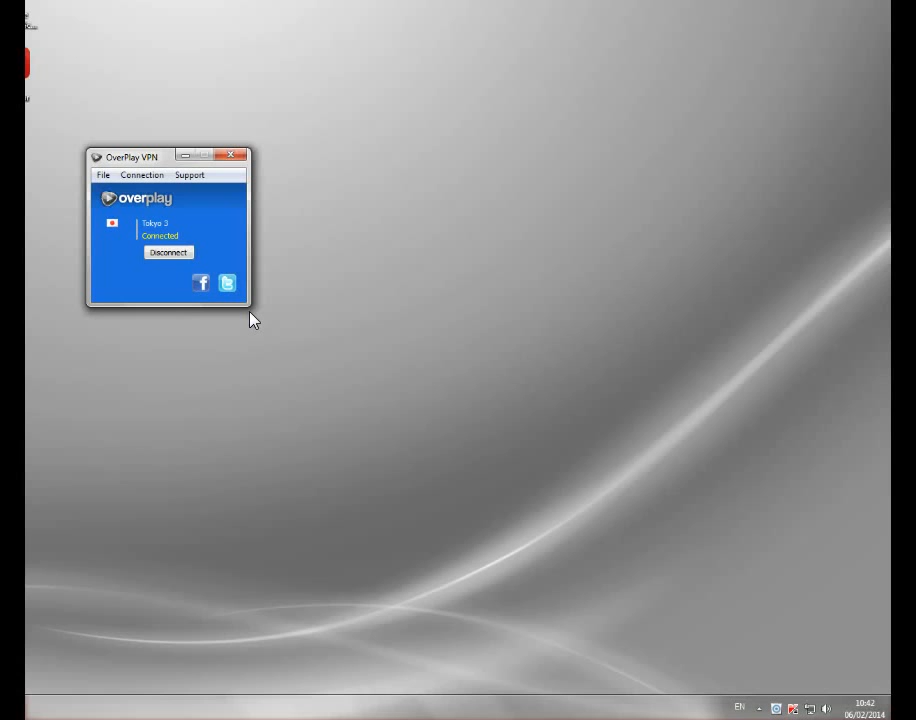 OverPlay VPN
File Connection Support
overplay
Tokyo 3
Connected
Disconnect
EN
10:42
06/02/2014